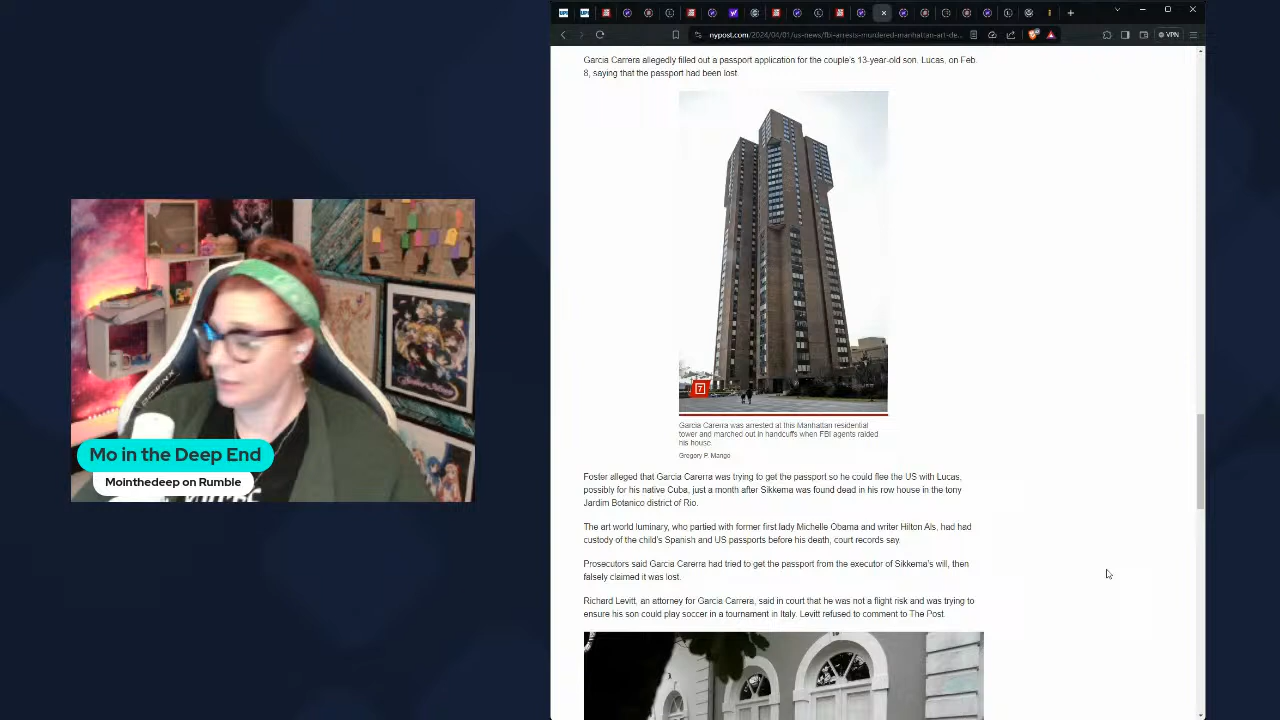 nypost.com/2024/04/01/us-news/fbi-arrests-murdered-manhattan-art-de...
VPN
Garcia Carrera allegedly filled out a passport application for the couple's 13-year-old son, Lucas, on Feb.
8, saying that the passport had been lost.
7
Garcia Carerra was arrested at this Manhattan residential
tower and marched out in handcuffs when FBI agents raided
his house.
Gregory P. Mango
Foster alleged that Garcia Carerra was trying to get the passport so he could flee the US with Lucas,
possibly for his native Cuba, just a month after Sikkema was found dead in his row house in the tony
Jardim Botanico district of Rio.
The art world luminary, who partied with former first lady Michelle Obama and writer Hilton Als, had had
custody of the child's Spanish and US passports before his death, court records say.
Prosecutors said Garcia Carerra had tried to get the passport from the executor of Sikkema's will, then
falsely claimed it was lost.
Richard Levitt, an attorney for Garcia Carrera, said in court that he was not a flight risk and was trying to
ensure his son could play soccer in a tournament in Italy. Levitt refused to comment to The Post.
Mo in the Deep End
Mointhedeep on Rumble